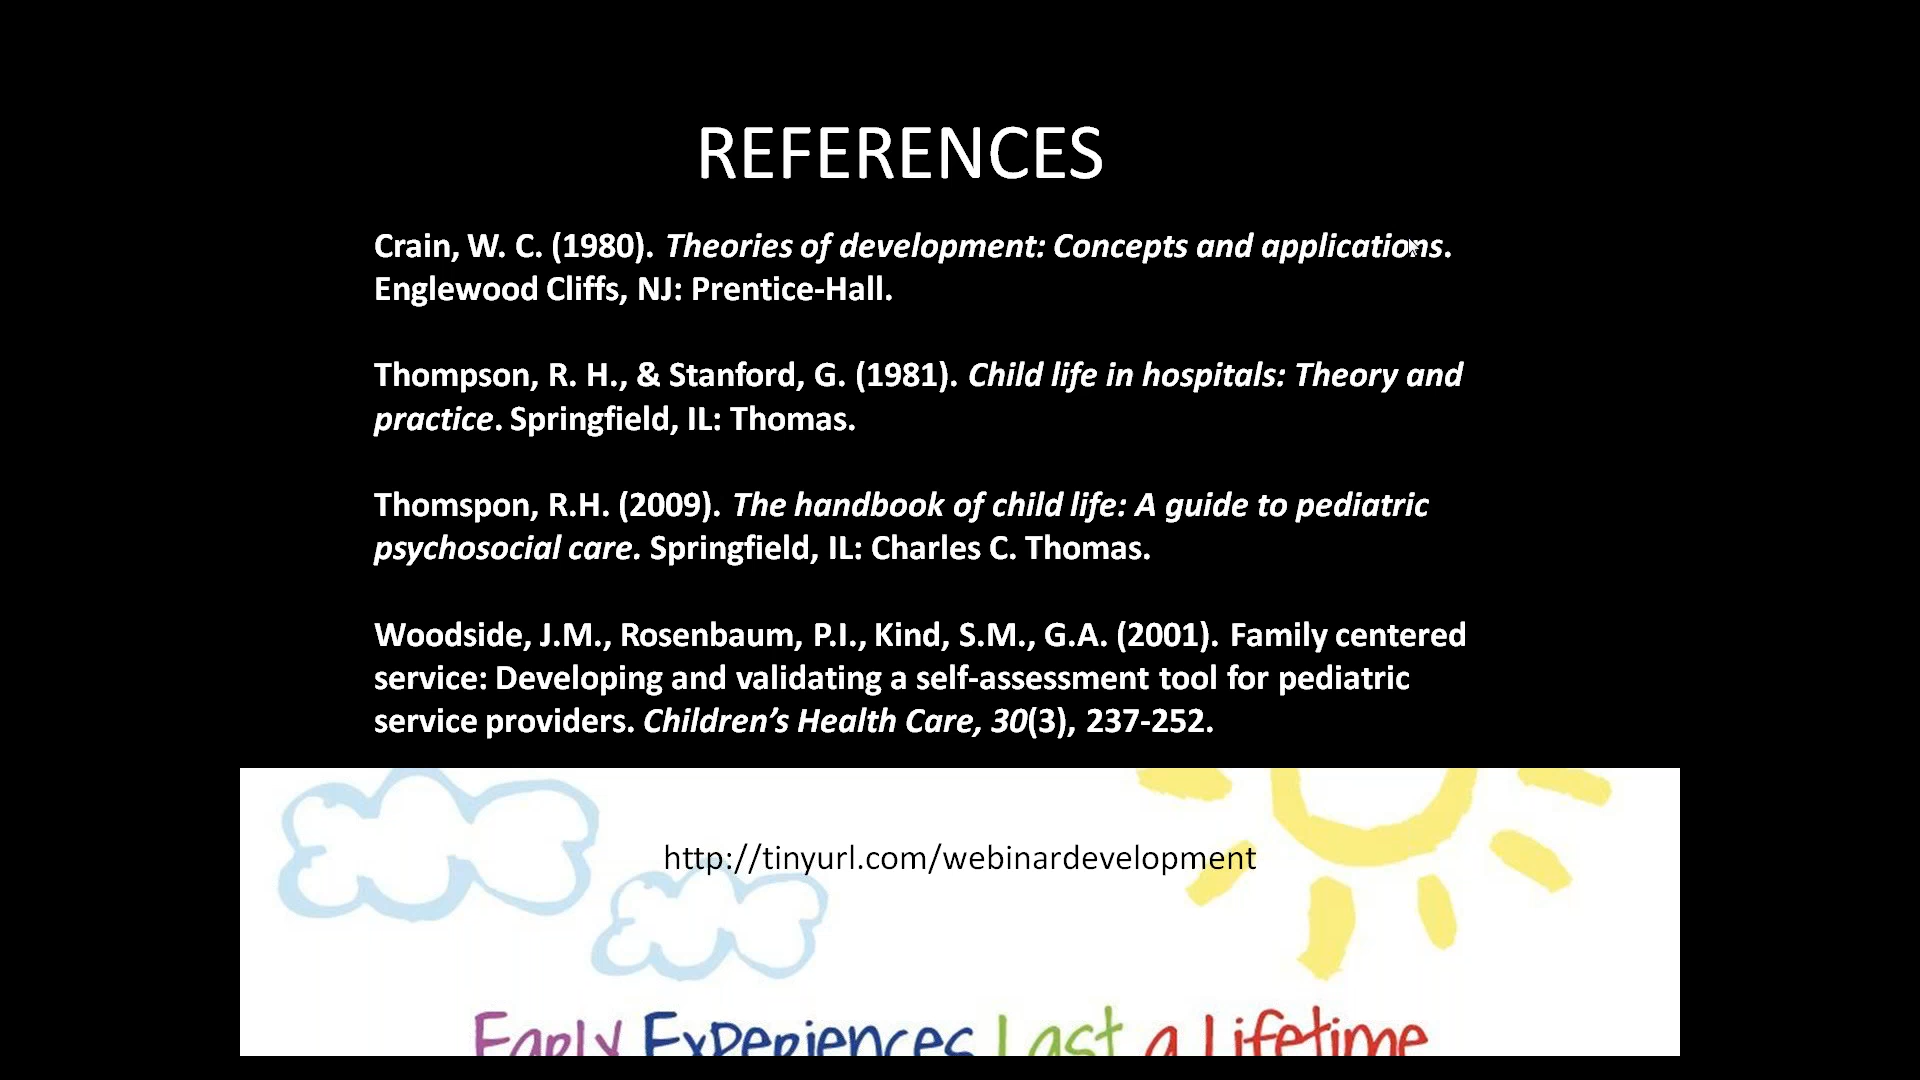 REFERENCES
Crain, W. C. (1980). Theories of development: Concepts and applications.
Englewood Cliffs, NJ: Prentice-Hall.
Thompson, R. H., & Stanford, G. (1981). Child life in hospitals: Theory and
practice. Springfield, IL: Thomas.
Thomspon, R.H. (2009). The handbook of child life: A guide to pediatric
psychosocial care. Springfield, IL: Charles C. Thomas.
Woodside, J.M., Rosenbaum, P.I., Kind, S.M., G.A. (2001). Family centered
service: Developing and validating a self-assessment tool for pediatric
service providers. Children’s Health Care, 30(3), 237-252.
http://tinyurl.com/webinardevelopment
Early Experiences Last a Lifetime